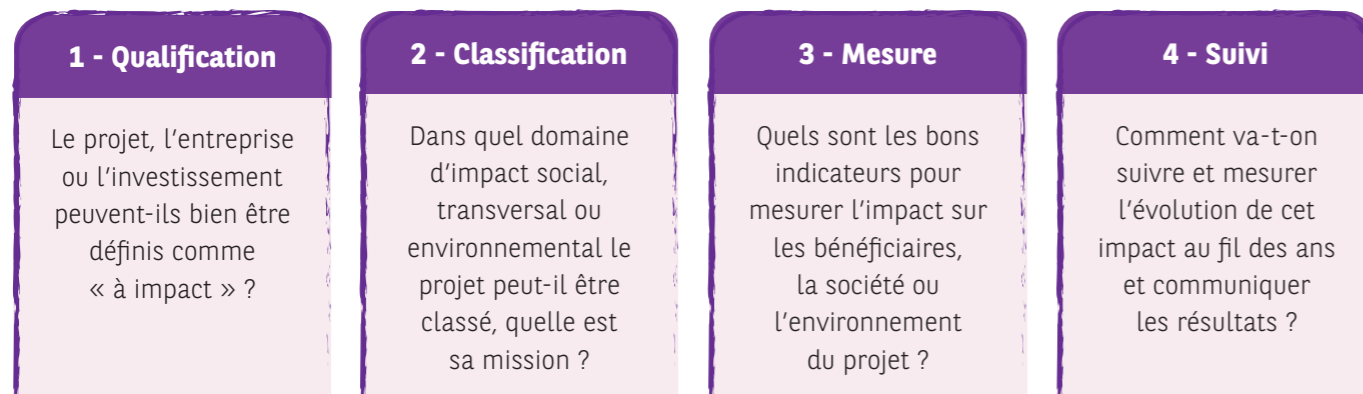 1 - Qualification
Le projet, l'entreprise
ou l'investissement
peuvent-ils bien être
définis comme
« à impact » ?
2 - Classification
Dans quel domaine
d'impact social,
transversal ou
environnemental le
projet peut-il être
classé, quelle est
sa mission ?
3 - Mesure
Quels sont les bons
indicateurs pour
mesurer l'impact sur
les bénéficiaires,
la société ou
l'environnement
du projet ?
4 - Suivi
Comment va-t-on
suivre et mesurer
l'évolution de cet
impact au fil des ans
et communiquer
les résultats ?